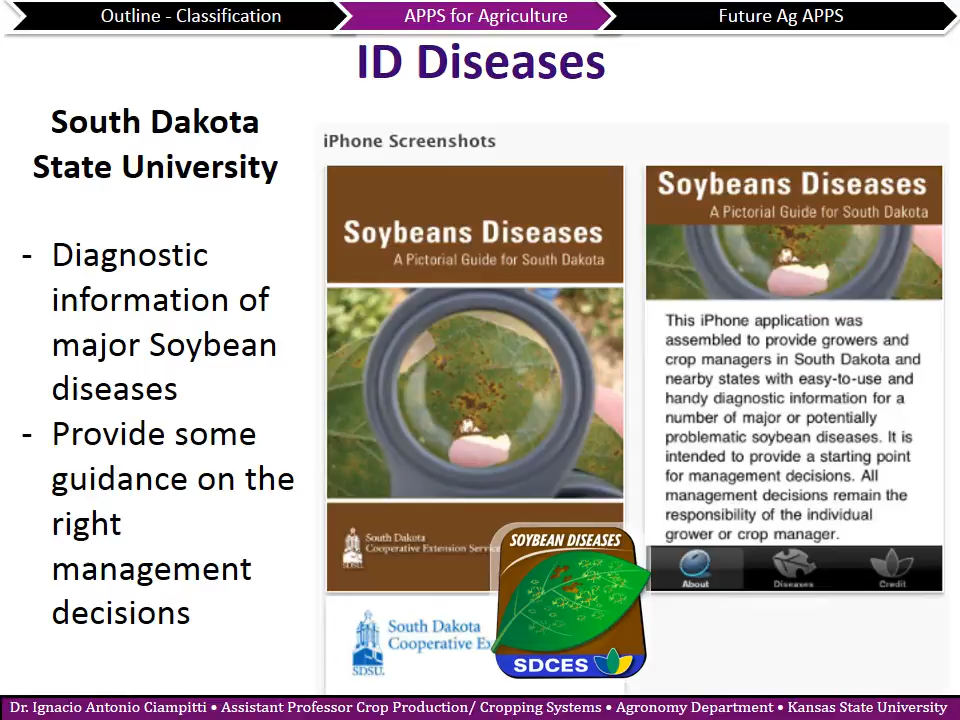 Outline - Classification
APPS for Agriculture
Future Ag APPS
ID Diseases
South Dakota
State University
- Diagnostic
information of
major Soybean
diseases
- Provide some
guidance on the
right
management
decisions
iPhone Screenshots
Soybeans Diseases
A Pictorial Guide for South Dakota
South Dakota
Cooperative Extension Service
SDSU
South Dakota
Cooperative Ex
SDSU
SOYBEAN DISEASES
SDCES
Soybeans Diseases
A Pictorial Guide for South Dakota
This iPhone application was
assembled to provide growers and
crop managers in South Dakota and
nearby states with easy-to-use and
handy diagnostic information for a
number of major or potentially
problematic soybean diseases. It is
intended to provide a starting point
for management decisions. All
management decisions remain the
responsibility of the individual
grower or crop manager.
About
Diseases
Credit
Dr. Ignacio Antonio Ciampitti • Assistant Professor Crop Production/ Cropping Systems • Agronomy Department • Kansas State University